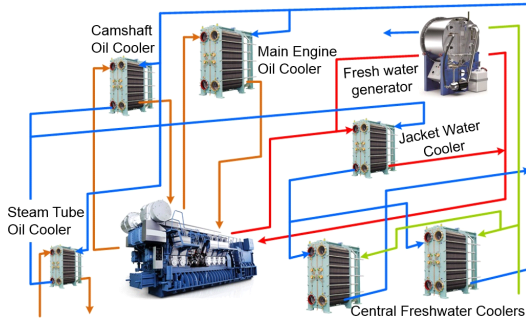 Camshaft
Oil Cooler
Main Engine
Oil Cooler
Fresh water
generator
Jacket Water
Cooler
Steam Tube
Oil Cooler
Central Freshwater Coolers